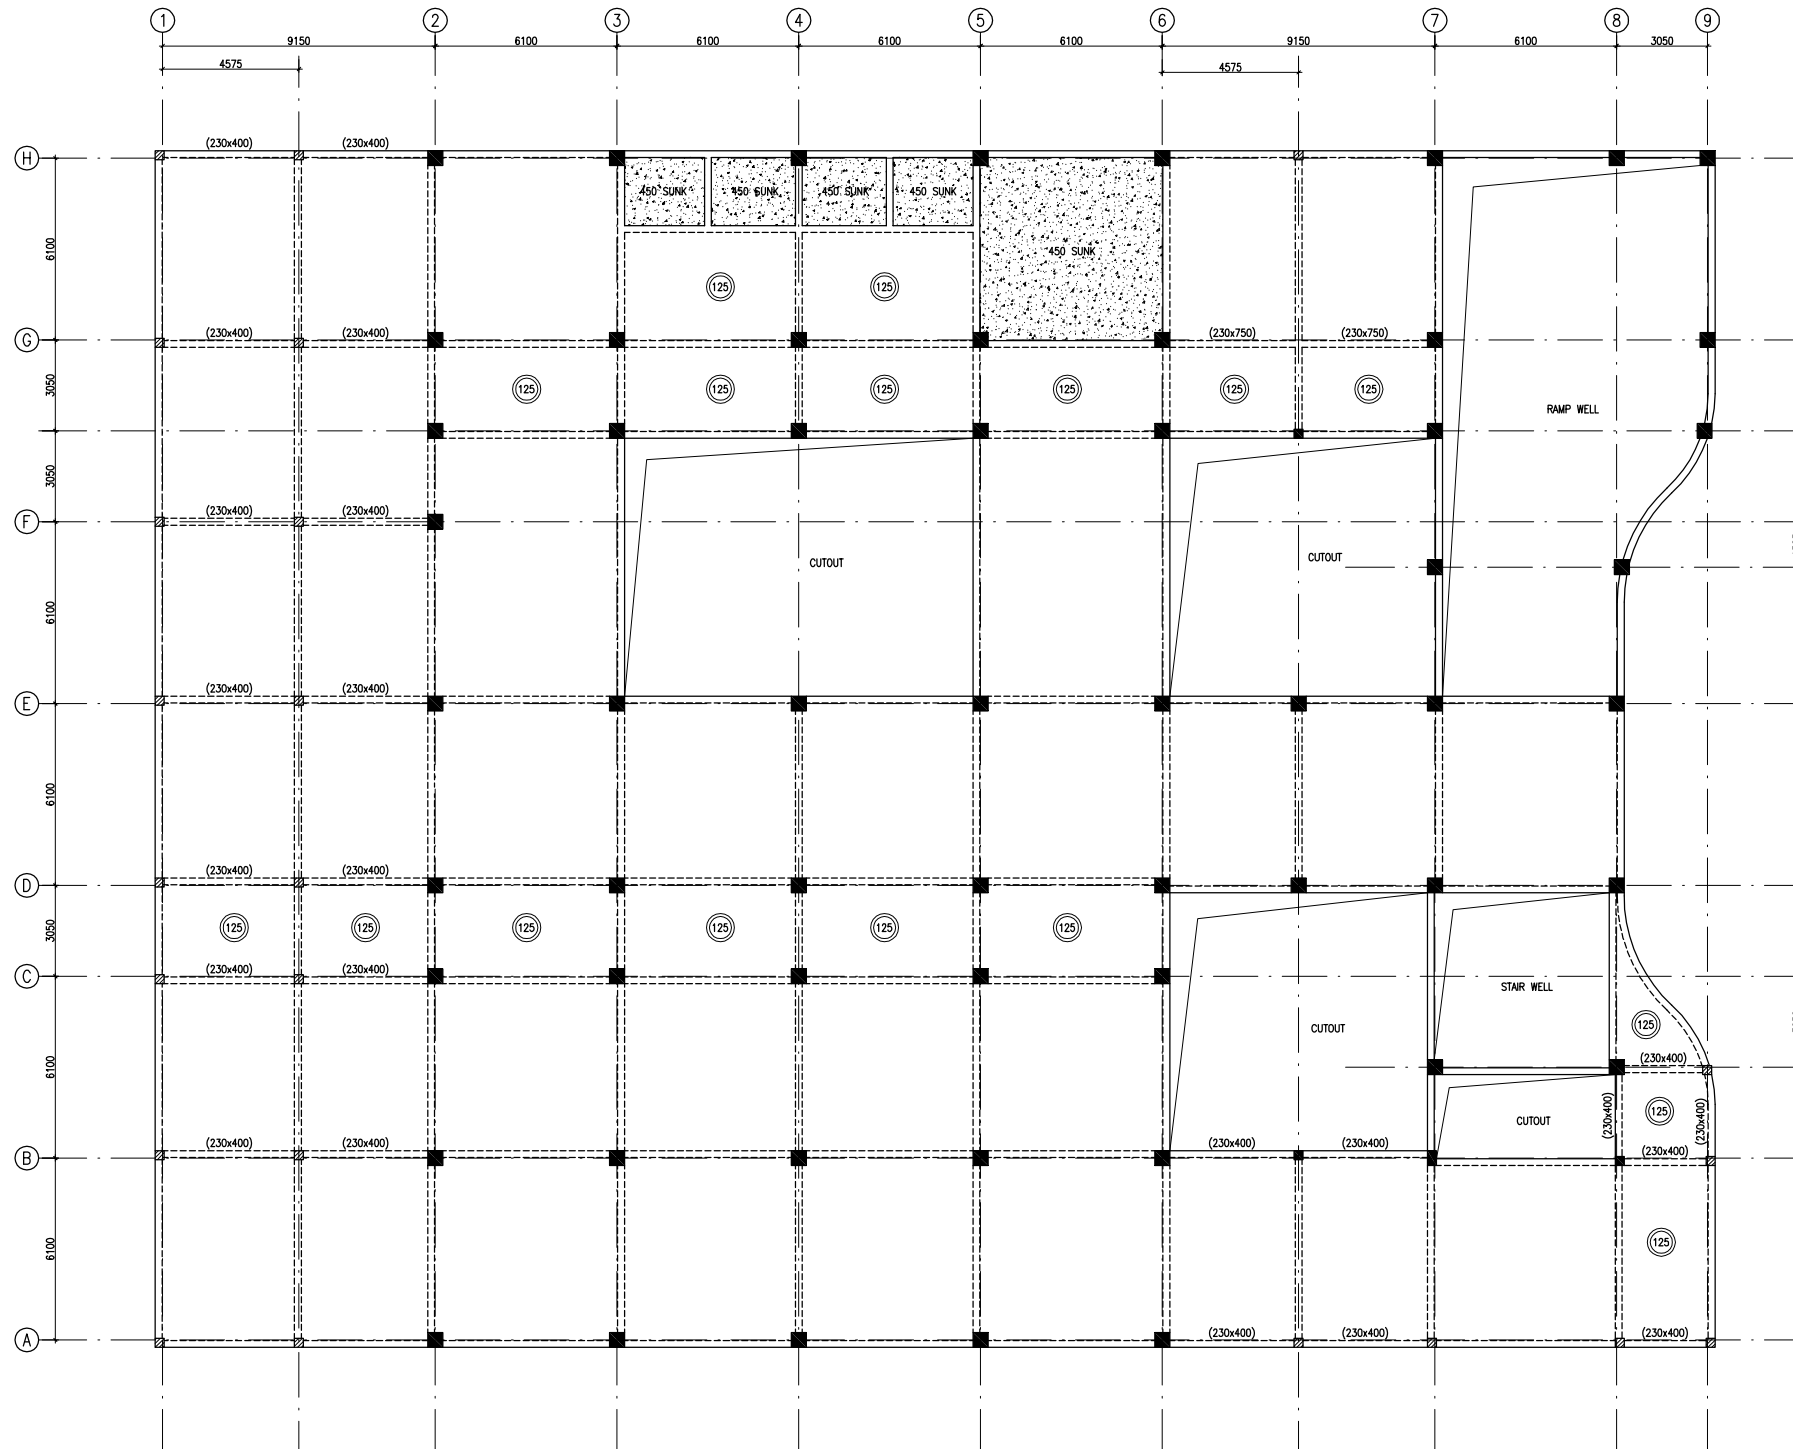 1 2 3 4 5 6 7 8 9
9150 6100 6100 6100 6100 9150 6100 3050
4575 4575
(230x400) (230x400)
H
450 SUNK 450 SUNK 450 SUNK 450 SUNK
6100 450 SUNK
125 125
(230x400) (230x400) (230x750) (230x750)
G
3050 125 125 125 125 125 125
RAMP WELL
3050
(230x400) (230x400)
F
CUTOUT CUTOUT
6100
(230x400) (230x400)
E
6100
(230x400) (230x400)
D
3050 125 125 125 125 125 125
(230x400) (230x400)
C
STAIR WELL
CUTOUT 125
6100 (230x400)
CUTOUT (230x400) 125 (230x400)
(230x400) (230x400) (230x400) (230x400) (230x400)
B
6100 125
(230x400) (230x400) (230x400)
A